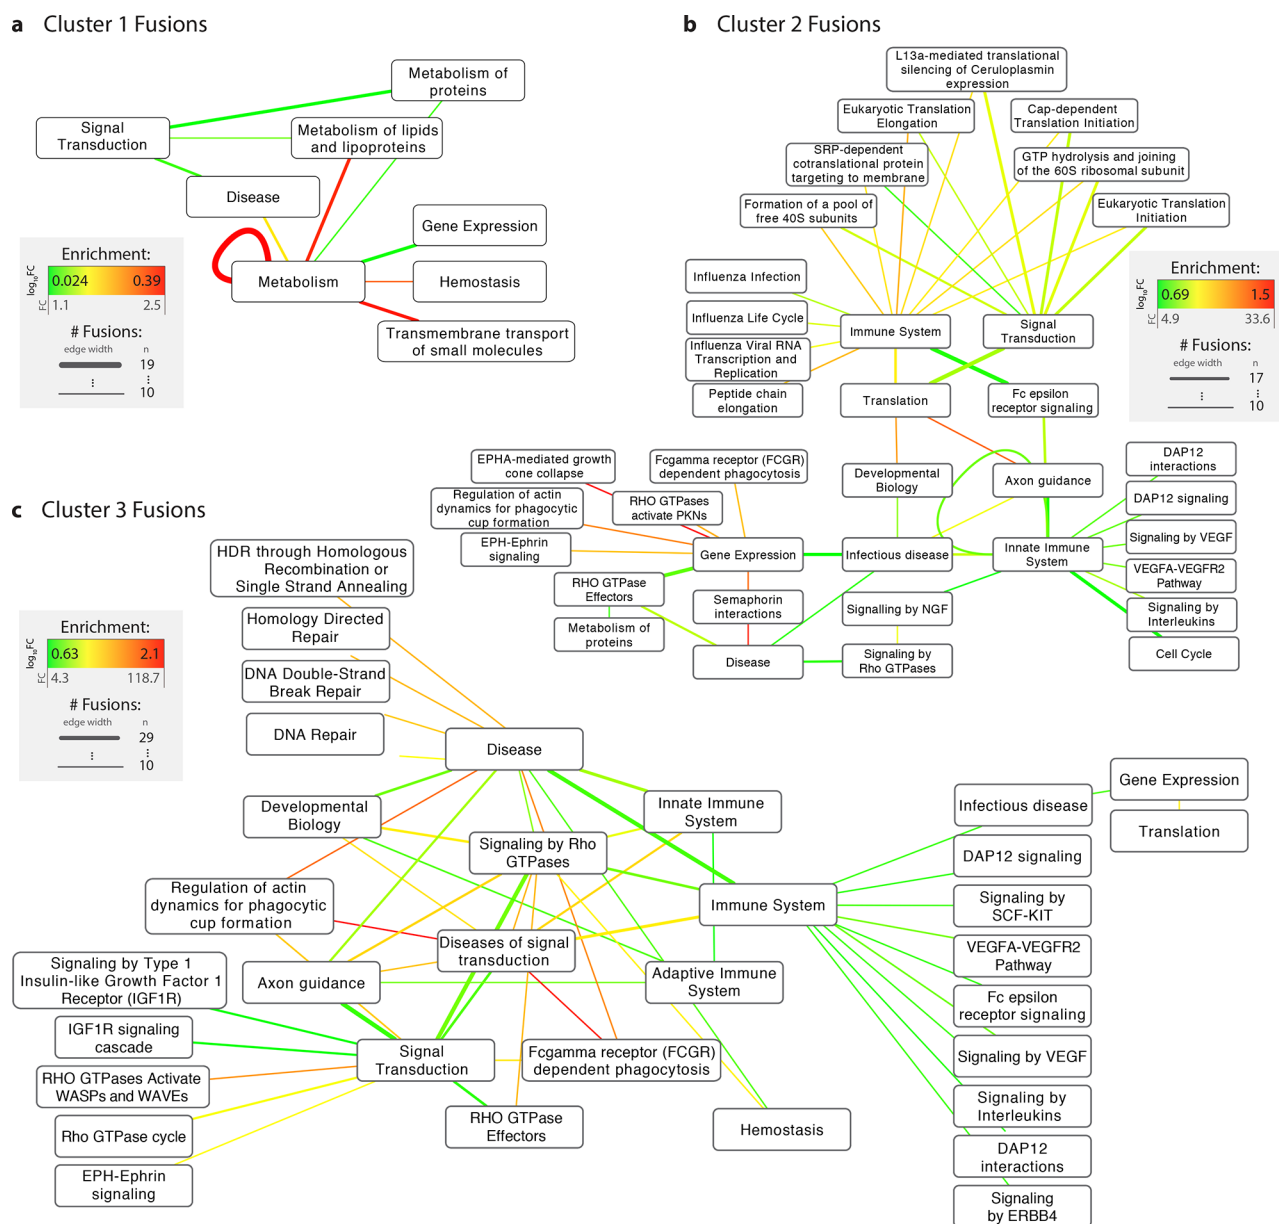 a Cluster 1 Fusions
Metabolism of
proteins
Signal
Transduction
Metabolism of lipids
and lipoproteins
Disease
Gene Expression
Metabolism
Hemostasis
Transmembrane transport
of small molecules
Enrichment:
log10FC
0.024 0.39
FC 1.1 2.5
# Fusions:
edge width n
19
10
b Cluster 2 Fusions
L13a-mediated translational
silencing of Ceruloplasmin
expression
Eukaryotic Translation
Elongation
Cap-dependent
Translation Initiation
SRP-dependent
cotranslational protein
targeting to membrane
GTP hydrolysis and joining
of the 60S ribosomal subunit
Formation of a pool of
free 40S subunits
Eukaryotic Translation
Initiation
Influenza Infection
Influenza Life Cycle
Influenza Viral RNA
Transcription and
Replication
Peptide chain
elongation
Immune System
Signal
Transduction
Translation
Fc epsilon
receptor signaling
Enrichment:
log10FC
0.69 1.5
FC 4.9 33.6
# Fusions:
edge width n
17
10
EPHA-mediated growth
cone collapse
Fcgamma receptor (FCGR)
dependent phagocytosis
Regulation of actin
dynamics for phagocytic
cup formation
RHO GTPases
activate PKNs
EPH-Ephrin
signaling
Gene Expression
RHO GTPase
Effectors
Metabolism of
proteins
Semaphorin
interactions
Disease
Developmental
Biology
Axon guidance
Infectious disease
Innate Immune
System
Signalling by NGF
Signaling by
Rho GTPases
DAP12
interactions
DAP12 signaling
Signaling by VEGF
VEGFA-VEGFR2
Pathway
Signaling by
Interleukins
Cell Cycle
c Cluster 3 Fusions
HDR through Homologous
Recombination or
Single Strand Annealing
Homology Directed
Repair
DNA Double-Strand
Break Repair
DNA Repair
Enrichment:
log10FC
0.63 2.1
FC 4.3 118.7
# Fusions:
edge width n
29
10
Disease
Developmental
Biology
Innate Immune
System
Signaling by Rho
GTPases
Regulation of actin
dynamics for phagocytic
cup formation
Immune System
Diseases of signal
transduction
Axon guidance
Adaptive Immune
System
Signaling by Type 1
Insulin-like Growth Factor 1
Receptor (IGF1R)
IGF1R signaling
cascade
RHO GTPases Activate
WASPs and WAVEs
Rho GTPase cycle
EPH-Ephrin
signaling
Signal
Transduction
Fcgamma receptor (FCGR)
dependent phagocytosis
RHO GTPase
Effectors
Hemostasis
Gene Expression
Translation
Infectious disease
DAP12 signaling
Signaling by
SCF-KIT
VEGFA-VEGFR2
Pathway
Fc epsilon
receptor signaling
Signaling by VEGF
Signaling by
Interleukins
DAP12
interactions
Signaling
by ERBB4